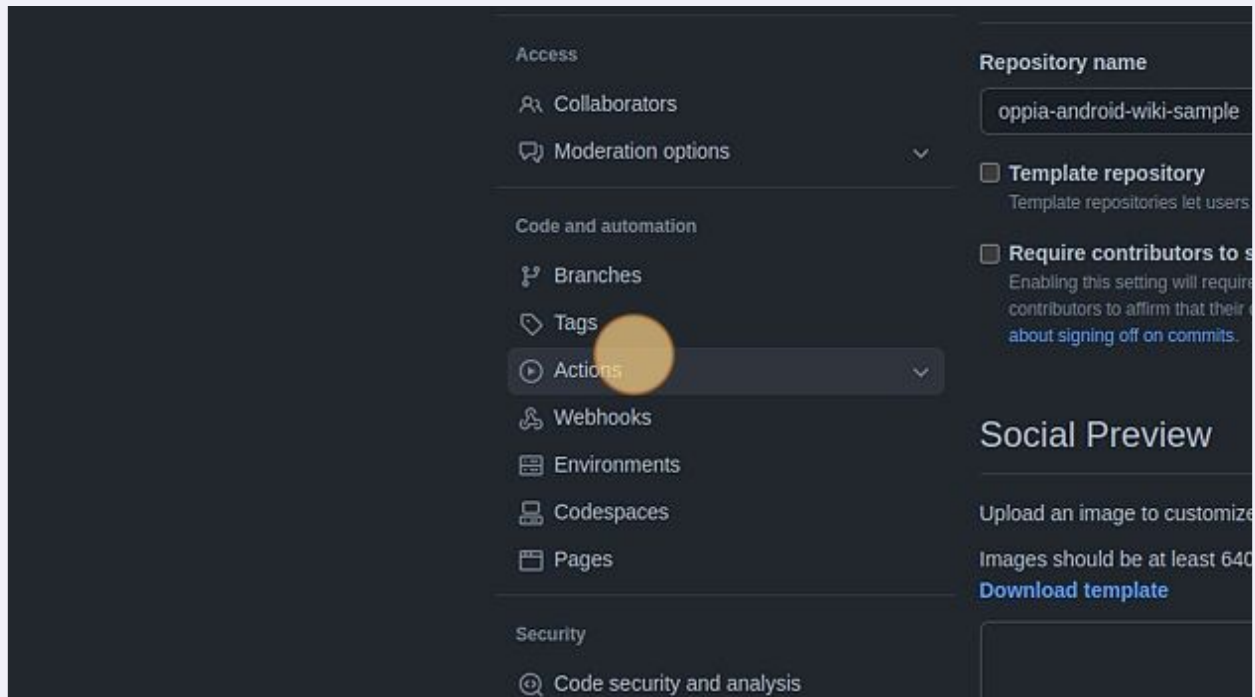 Access
Collaborators
Moderation options
Code and automation
Branches
Tags
Actions
Webhooks
Environments
Codespaces
Pages
Security
Code security and analysis
Repository name
oppia-android-wiki-sample
Template repository
Template repositories let users
Require contributors to s
Enabling this setting will require
contributors to affirm that their
about signing off on commits.
Social Preview
Upload an image to customize
Images should be at least 640
Download template